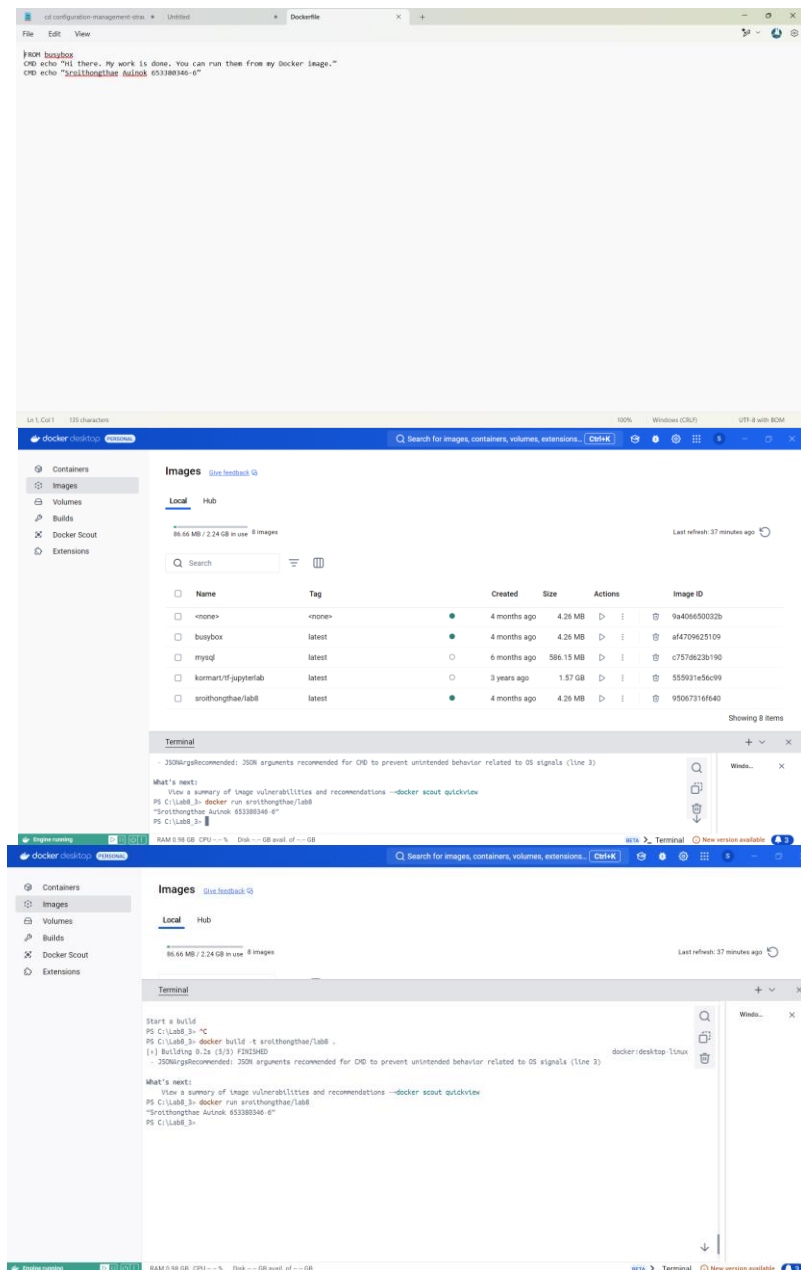 cd configuration-management-stra
Untitled
Dockerfile
File Edit View
FROM busybox
CMD echo “Hi there. My work is done. You can run them from my Docker image.”
CMD echo “Sroithongthae Auinok 653380346-6”
Ln 1, Col 1 135 characters 100% Windows (CRLF) UTF-8 with BOM
docker desktop PERSONAL Search for images, containers, volumes, extensions... Ctrl+K S
Containers
Images
Volumes
Builds
Docker Scout
Extensions
Images Give feedback
Local Hub
86.66 MB / 2.24 GB in use 8 images Last refresh: 37 minutes ago
Search
Name Tag Created Size Actions Image ID
<none> <none> 4 months ago 4.26 MB 9a406650032b
busybox latest 4 months ago 4.26 MB af4709625109
mysql latest 6 months ago 586.15 MB c757d623b190
kormart/tf-jupyterlab latest 3 years ago 1.57 GB 555931e56c99
sroithongthae/lab8 latest 4 months ago 4.26 MB 95067316f640
Showing 8 items
Terminal
Windo...
- JSONArgsRecommended: JSON arguments recommended for CMD to prevent unintended behavior related to OS signals (line 3)
What's next:
View a summary of image vulnerabilities and recommendations → docker scout quickview
PS C:\Lab8_3> docker run sroithongthae/lab8
“Sroithongthae Auinok 653380346-6”
PS C:\Lab8_3>
Engine running RAM 0.98 GB CPU --.-- % Disk --.-- GB avail. of --.-- GB BETA >_ Terminal New version available 3
docker desktop PERSONAL Search for images, containers, volumes, extensions... Ctrl+K S
Containers
Images
Volumes
Builds
Docker Scout
Extensions
Images Give feedback
Local Hub
86.66 MB / 2.24 GB in use 8 images Last refresh: 37 minutes ago
Terminal
Windo...
Start a build
PS C:\Lab8_3> ^C
PS C:\Lab8_3> docker build -t sroithongthae/lab8 .
[+] Building 0.2s (5/5) FINISHED docker:desktop-linux
- JSONArgsRecommended: JSON arguments recommended for CMD to prevent unintended behavior related to OS signals (line 3)
What's next:
View a summary of image vulnerabilities and recommendations → docker scout quickview
PS C:\Lab8_3> docker run sroithongthae/lab8
“Sroithongthae Auinok 653380346-6”
PS C:\Lab8_3>
Engine running RAM 0.98 GB CPU --.-- % Disk --.-- GB avail. of --.-- GB BETA >_ Terminal New version available